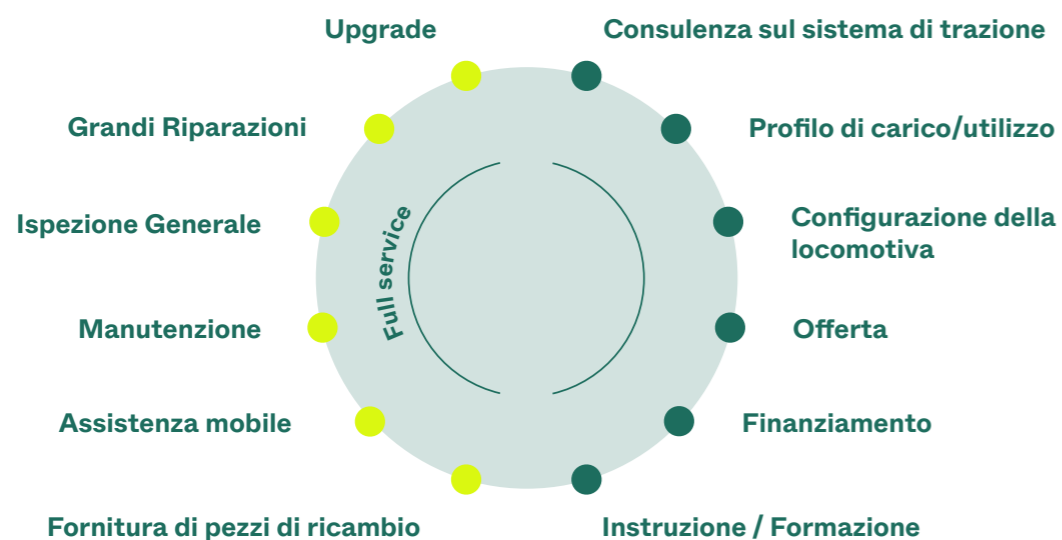 Upgrade
Consulenza sul sistema di trazione
Grandi Riparazioni
Profilo di carico/utilizzo
Ispezione Generale
Configurazione della
locomotiva
Full service
Manutenzione
Offerta
Assistenza mobile
Finanziamento
Fornitura di pezzi di ricambio
Instruzione / Formazione